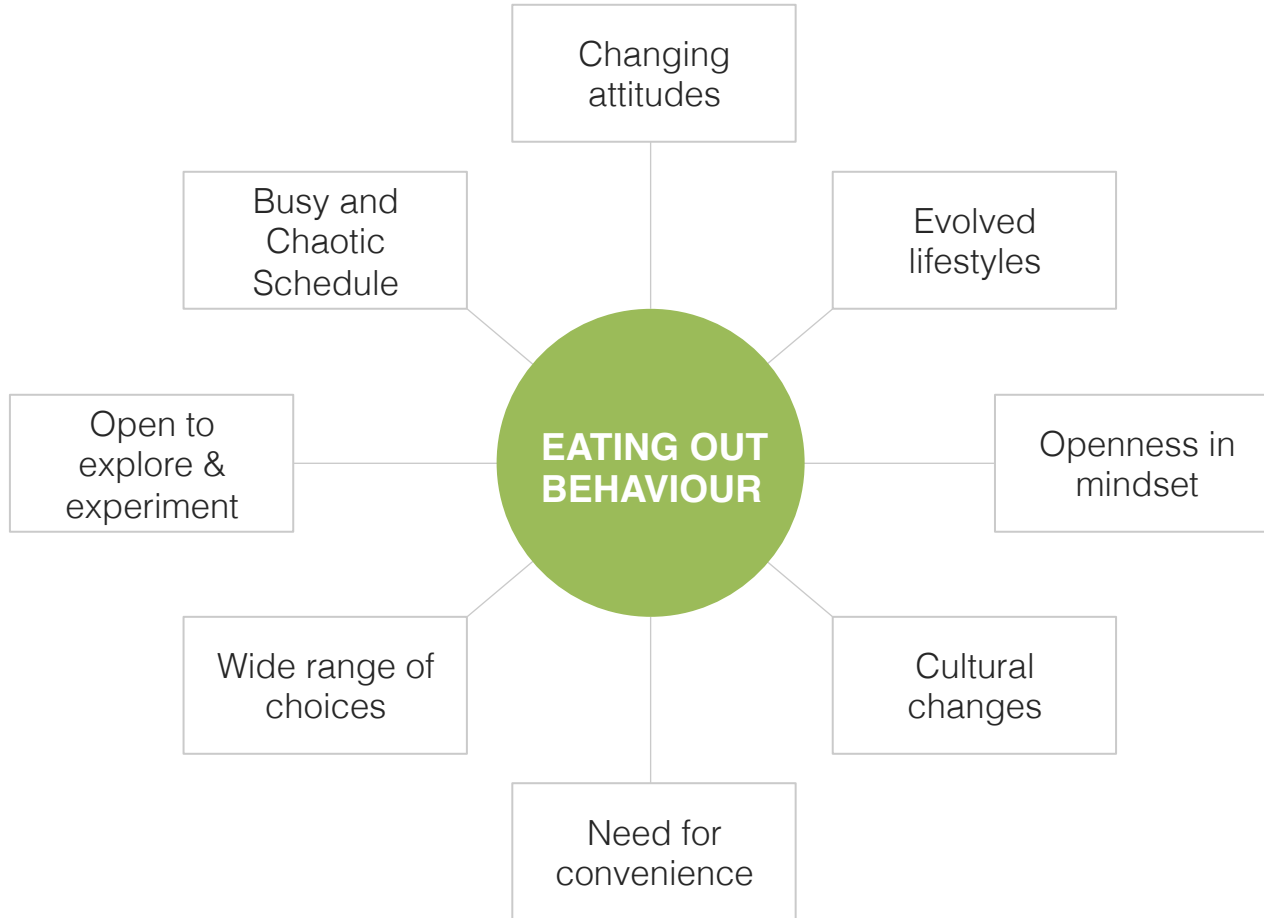 Changing
attitudes
Busy and
Chaotic
Schedule
Evolved
lifestyles
Open to
explore &
experiment
EATING OUT
BEHAVIOUR
Openness in
mindset
Wide range of
choices
Cultural
changes
Need for
convenience